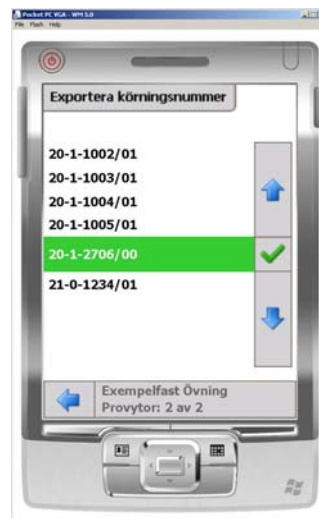 Pocket PC VGA - WM 5.0
File Flash Help
Exportera körningsnummer
20-1-1002/01
20-1-1003/01
20-1-1004/01
20-1-1005/01
20-1-2706/00
21-0-1234/01
Exempelfast Övning
Provytor: 2 av 2